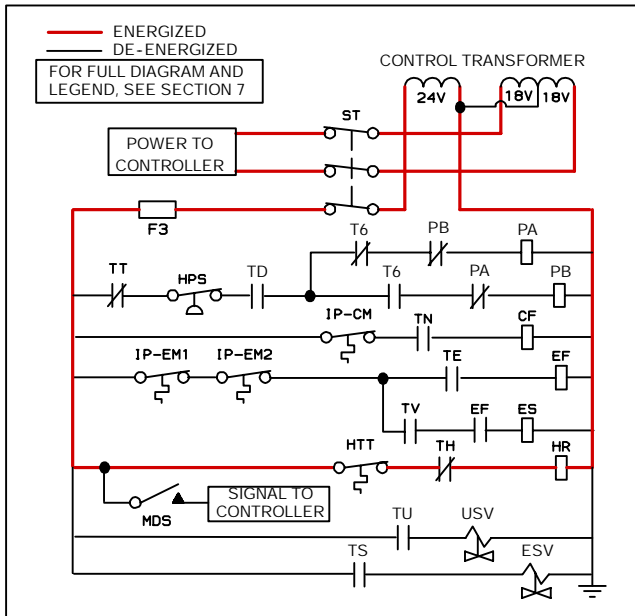 ENERGIZED
DE-ENERGIZED
FOR FULL DIAGRAM AND
LEGEND, SEE SECTION 7
CONTROL TRANSFORMER
24V
18V
18V
ST
POWER TO
CONTROLLER
F3
T6
PB
PA
TT
HPS
TD
T6
PA
PB
IP-CM
TN
CF
IP-EM1
IP-EM2
TE
EF
TV
EF
ES
HTT
TH
HR
MDS
SIGNAL TO
CONTROLLER
TU
USV
TS
ESV